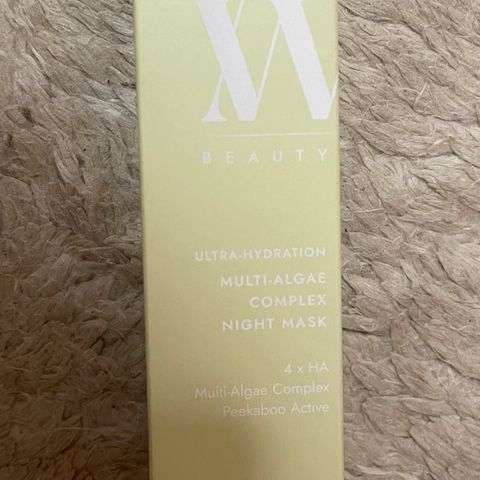 BEAUTY
ULTRA-HYDRATION
MULTI-ALGAE
COMPLEX
NIGHT MASK
4 x HA
Multi-Algae Complex
Peekaboo Active